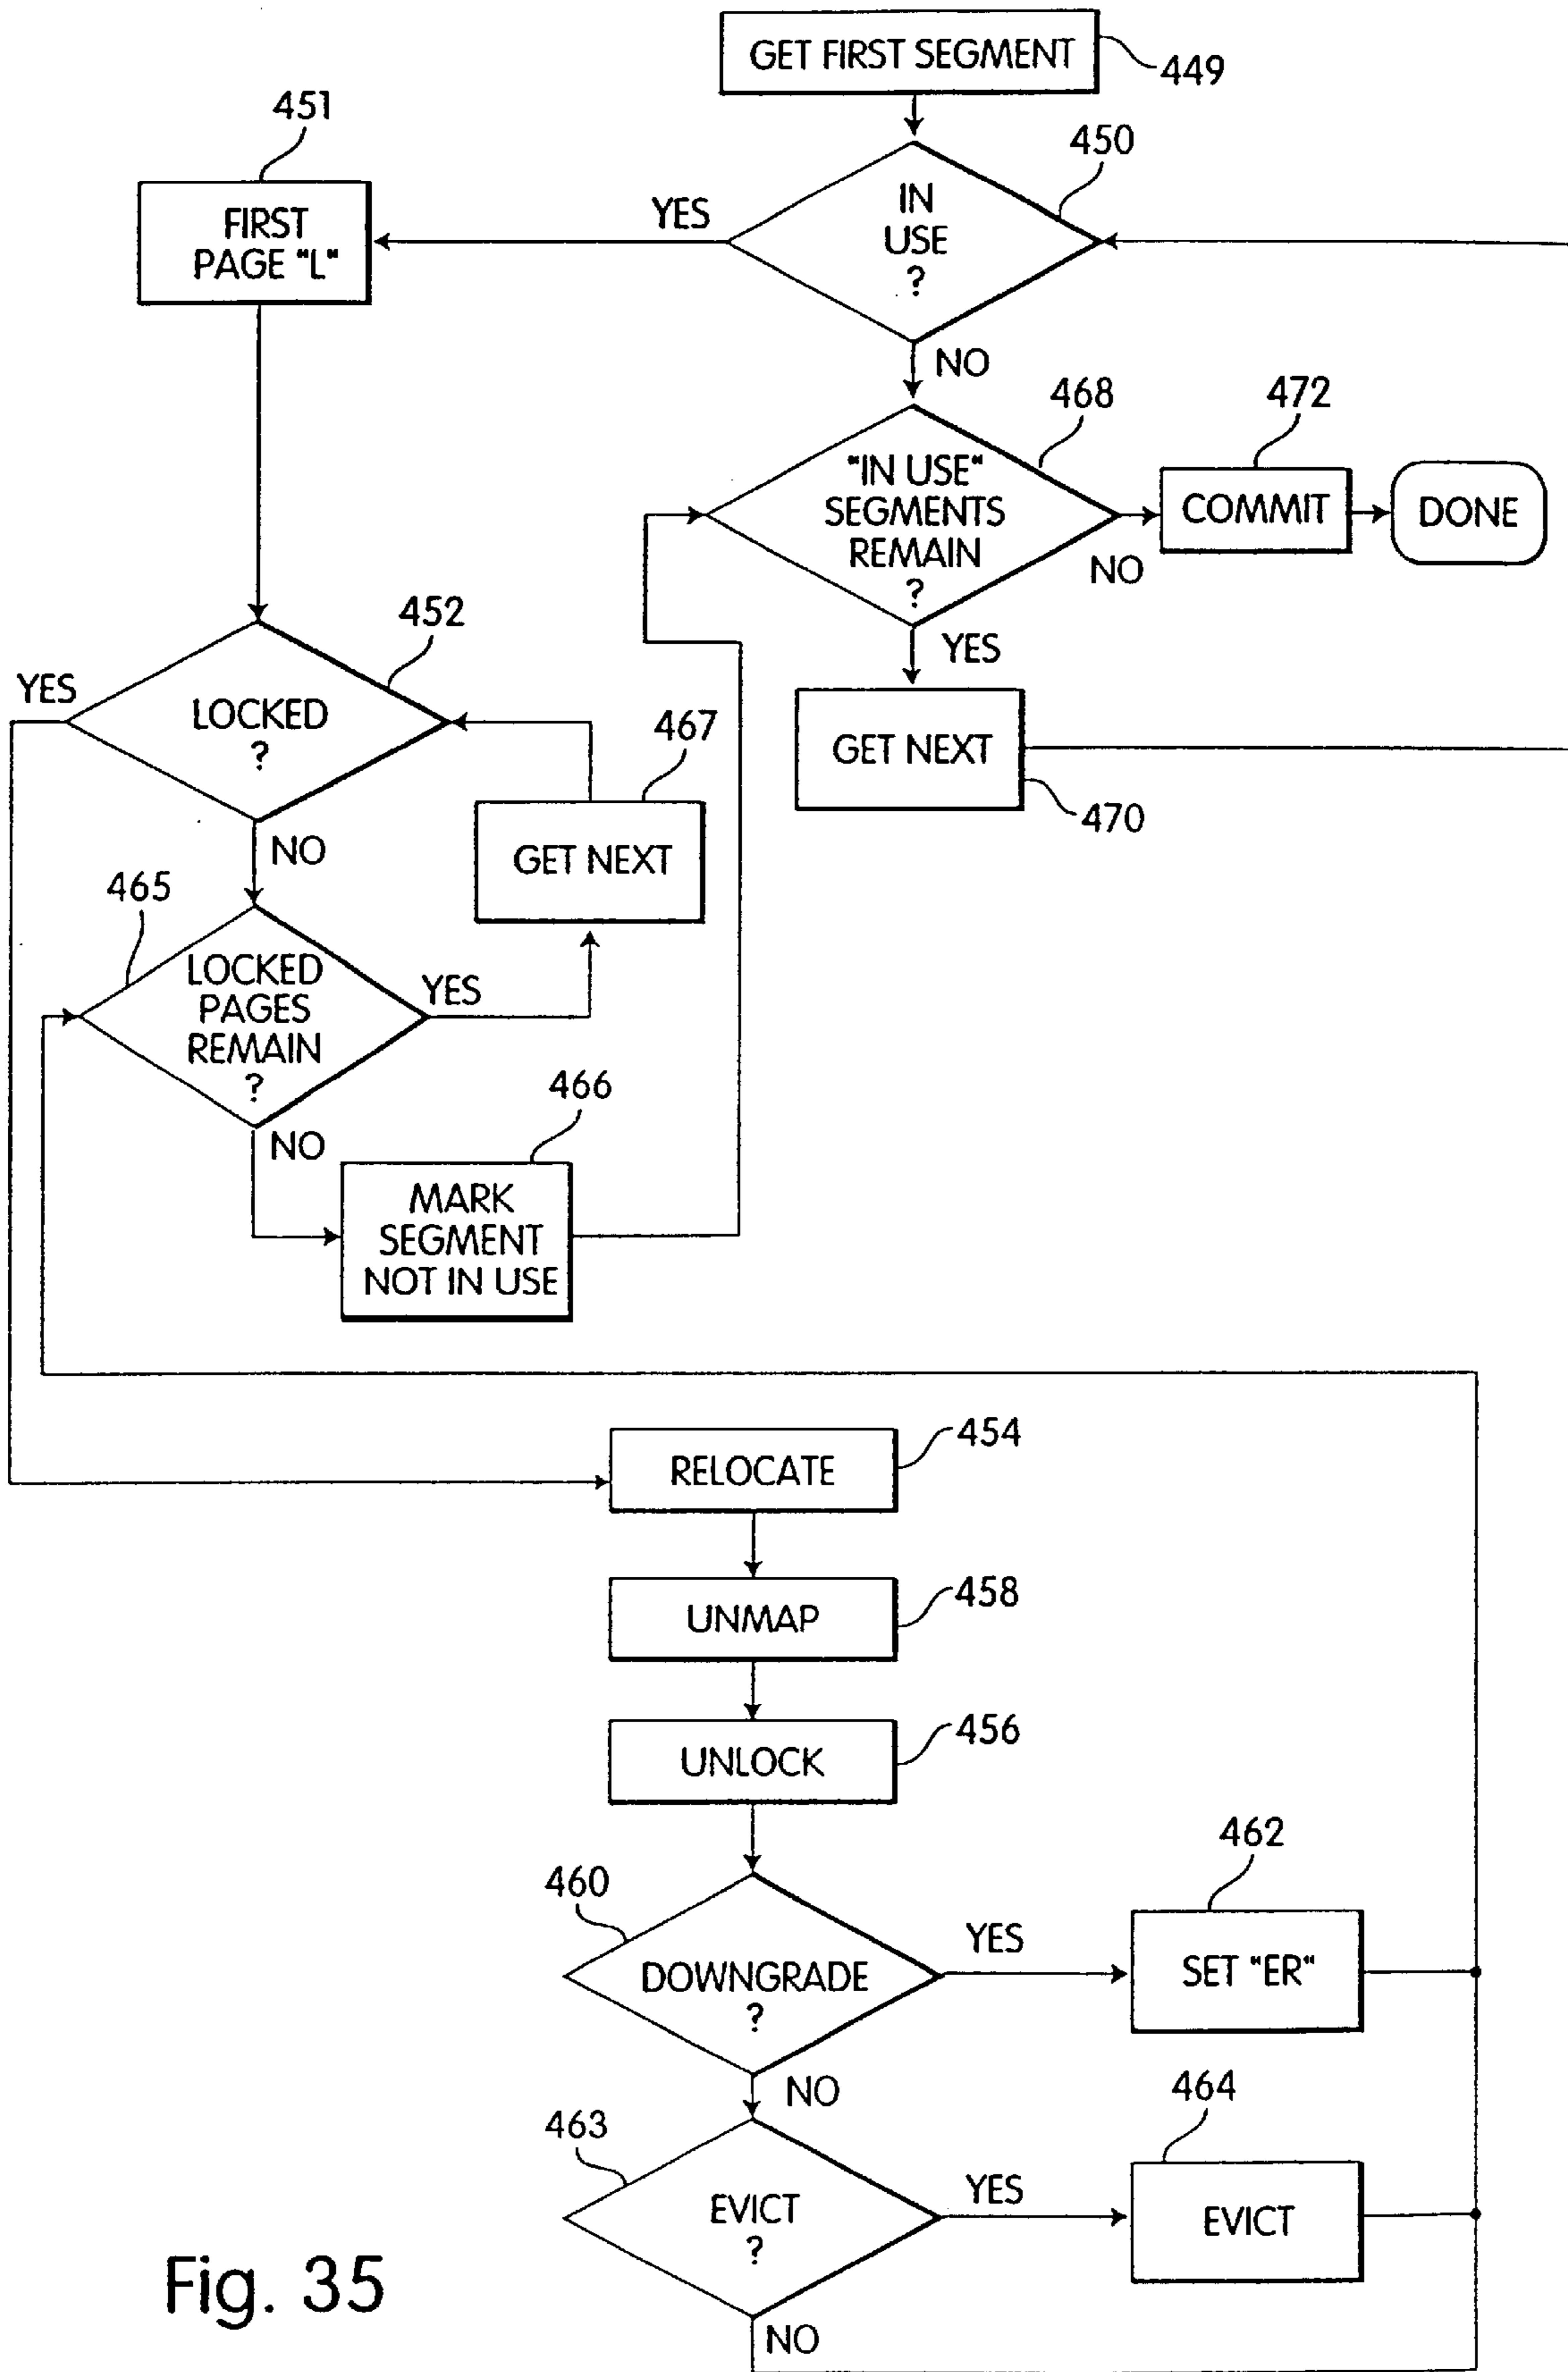 GET FIRST SEGMENT
449
451
450
FIRST
PAGE "L"
YES
IN
USE
?
NO
468
472
"IN USE"
SEGMENTS
REMAIN
?
COMMIT
DONE
NO
452
YES
YES
LOCKED
?
467
GET NEXT
470
NO
GET NEXT
465
LOCKED
PAGES
REMAIN
?
YES
466
NO
MARK
SEGMENT
NOT IN USE
454
RELOCATE
458
UNMAP
456
UNLOCK
462
460
YES
DOWNGRADE
?
SET "ER"
NO
464
463
YES
EVICT
?
EVICT
NO
Fig. 35